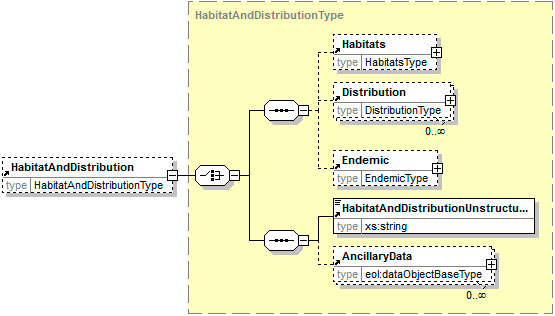 HabitatAndDistributionType
Habitats
type HabitatsType
Distribution
type DistributionType
0..∞
Endemic
type EndemicType
HabitatAndDistribution
type HabitatAndDistributionType
HabitatAndDistributionUnstructu...
type xs:string
AncillaryData
type eol:dataObjectBaseType
0..∞